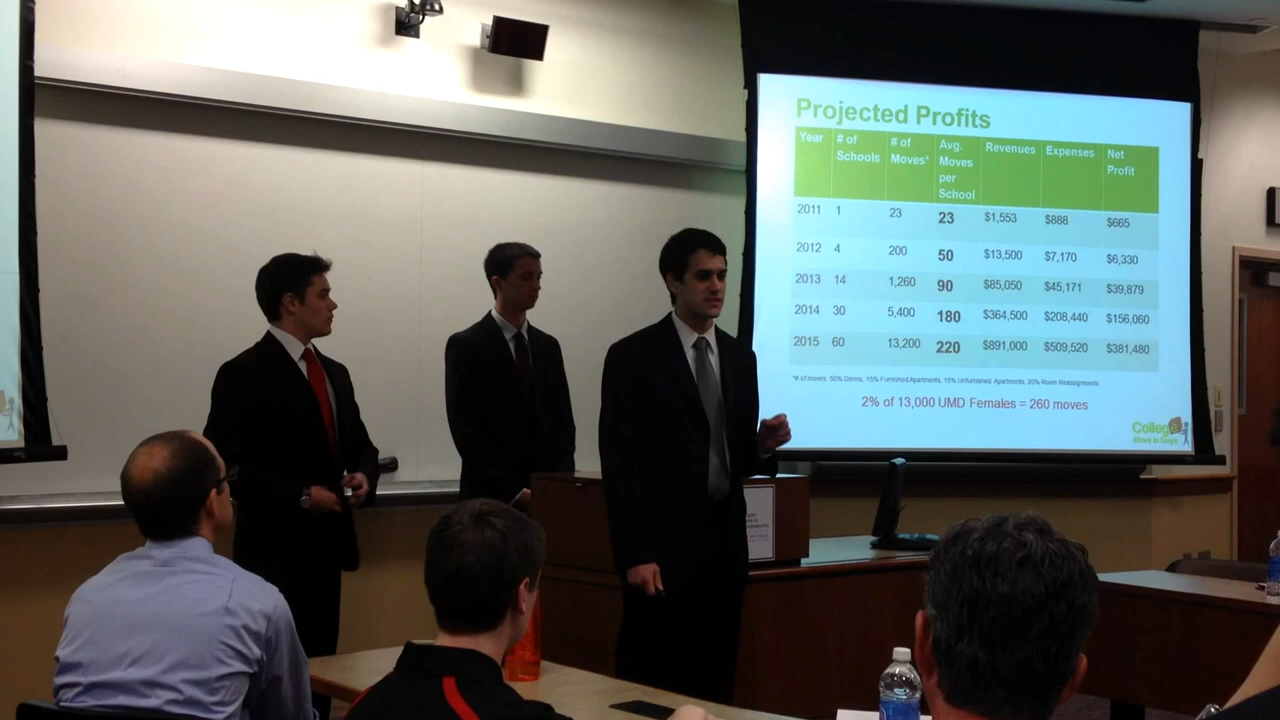 Projected Profits
Year # of Schools # of Moves* Avg. Moves per School Revenues Expenses Net Profit
2011 1 23 23 $1,553 $888 $665
2012 4 200 50 $13,500 $7,170 $6,330
2013 14 1,260 90 $85,050 $45,171 $39,879
2014 30 5,400 180 $364,500 $208,440 $156,060
2015 60 13,200 220 $891,000 $509,520 $381,480
*# of moves: 50% Dorms, 15% Furnished Apartments, 15% Unfurnished Apartments, 20% Room Reassignments
2% of 13,000 UMD Females = 260 moves
College
Move In Guys